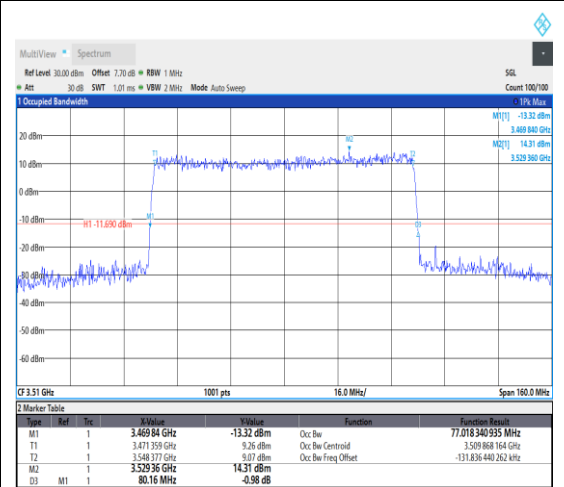 MultiView Spectrum
Ref Level 30.00 dBm Offset 7.70 dB RBW 1 MHz SGL
Att 30 dB SWT 1.01 ms VBW 2 MHz Mode Auto Sweep Count 100/100
1 Occupied Bandwidth 1Pk Max
M1[1] -13.32 dBm
3.469 840 GHz
M2[1] 14.31 dBm
3.529 360 GHz
20 dBm
M2
T1
T2
10 dBm
0 dBm
-10 dBm
M1
H1 -11.690 dBm
D3
-20 dBm
-30 dBm
-40 dBm
-50 dBm
-60 dBm
CF 3.51 GHz 1001 pts 16.0 MHz/ Span 160.0 MHz
2 Marker Table
Type Ref Trc X-Value Y-Value Function Function Result
M1 1 3.469 84 GHz -13.32 dBm Occ Bw 77.018 340 935 MHz
T1 1 3.471 359 GHz 9.26 dBm Occ Bw Centroid 3.509 868 164 GHz
T2 1 3.548 377 GHz 9.07 dBm Occ Bw Freq Offset -131.836 440 262 kHz
M2 1 3.529 36 GHz 14.31 dBm
D3 M1 1 80.16 MHz -0.98 dB